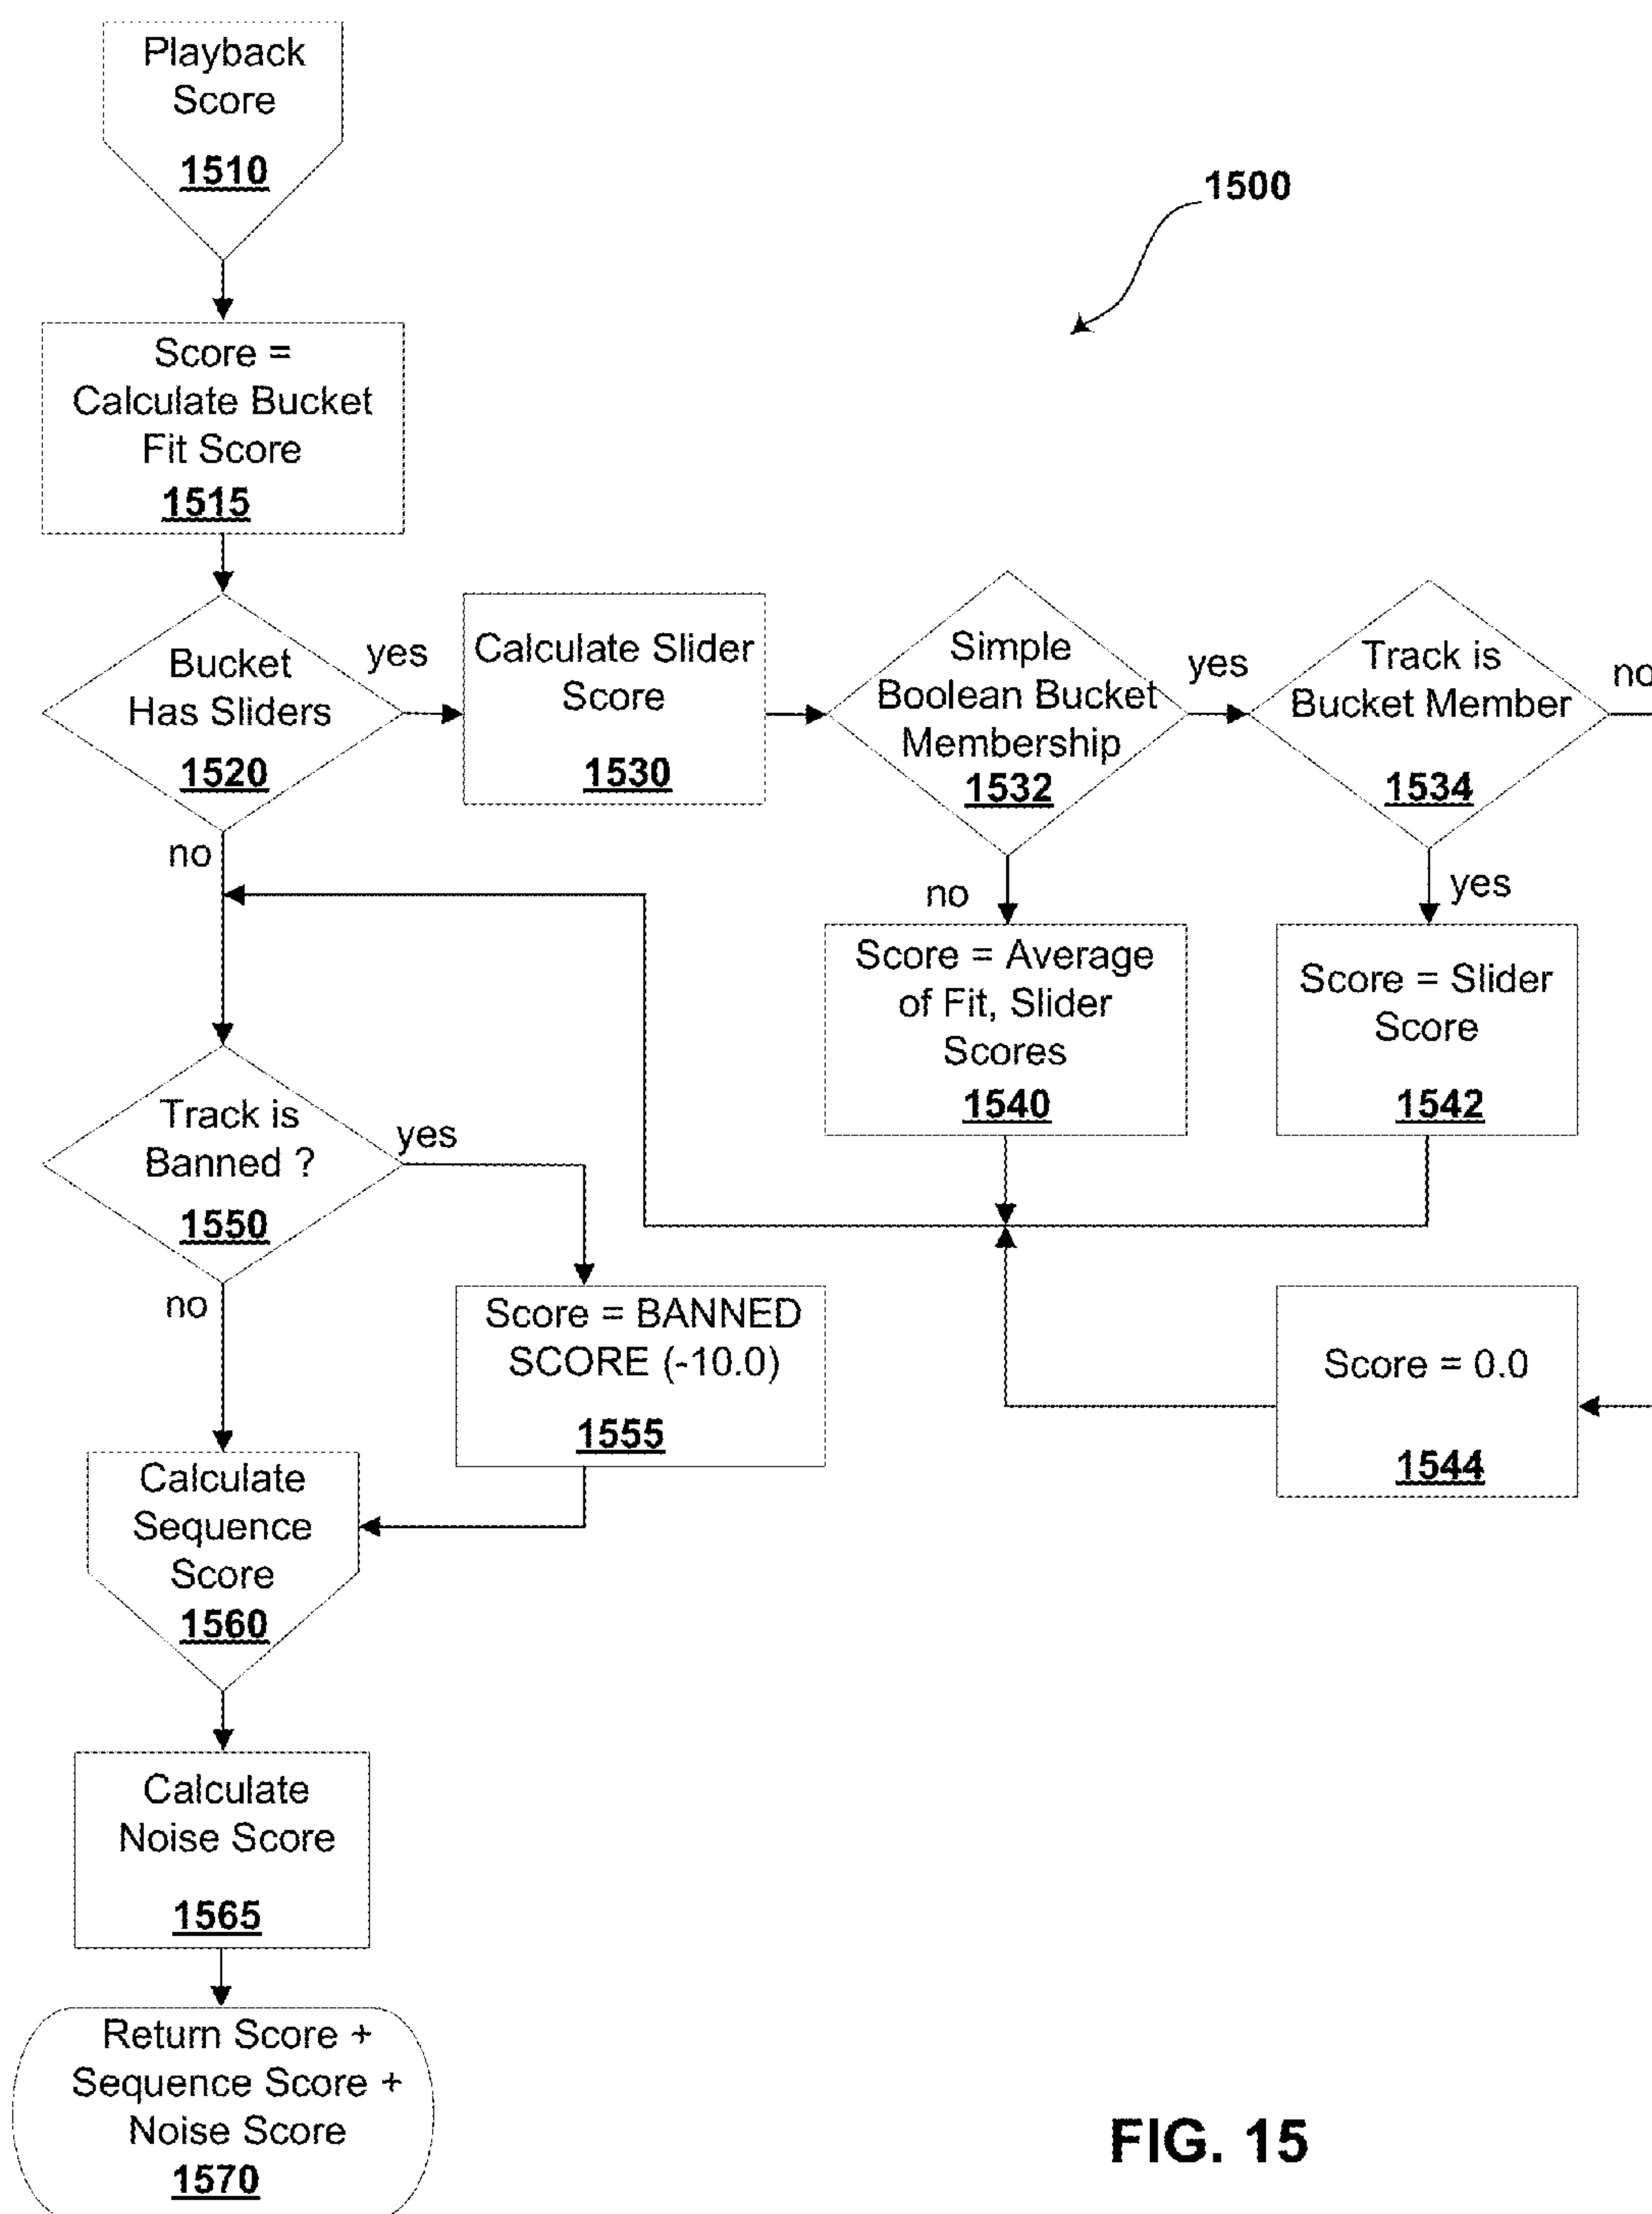 Playback
Score
1510
1500
Score =
Calculate Bucket
Fit Score
1515
Bucket
Has Sliders
1520
yes
no
Calculate Slider
Score
1530
Simple
Boolean Bucket
Membership
1532
yes
no
Track is
Bucket Member
1534
no
yes
Score = Average
of Fit, Slider
Scores
1540
Score = Slider
Score
1542
Score = 0.0
1544
Track is
Banned ?
1550
yes
no
Score = BANNED
SCORE (-10.0)
1555
Calculate
Sequence
Score
1560
Calculate
Noise Score
1565
Return Score +
Sequence Score +
Noise Score
1570
FIG. 15